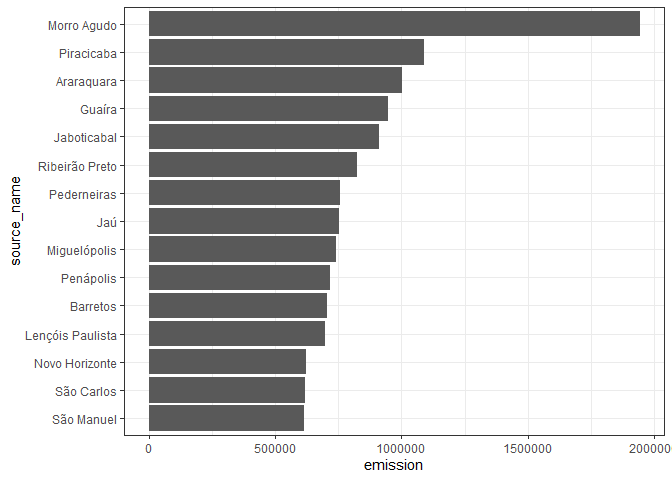 Morro Agudo
Piracicaba
Araraquara
Guaíra
Jaboticabal
Ribeirão Preto
Pederneiras
Jaú
Miguelópolis
Penápolis
Barretos
Lençóis Paulista
Novo Horizonte
São Carlos
São Manuel
source_name
0 500000 1000000 1500000 2000000
emission